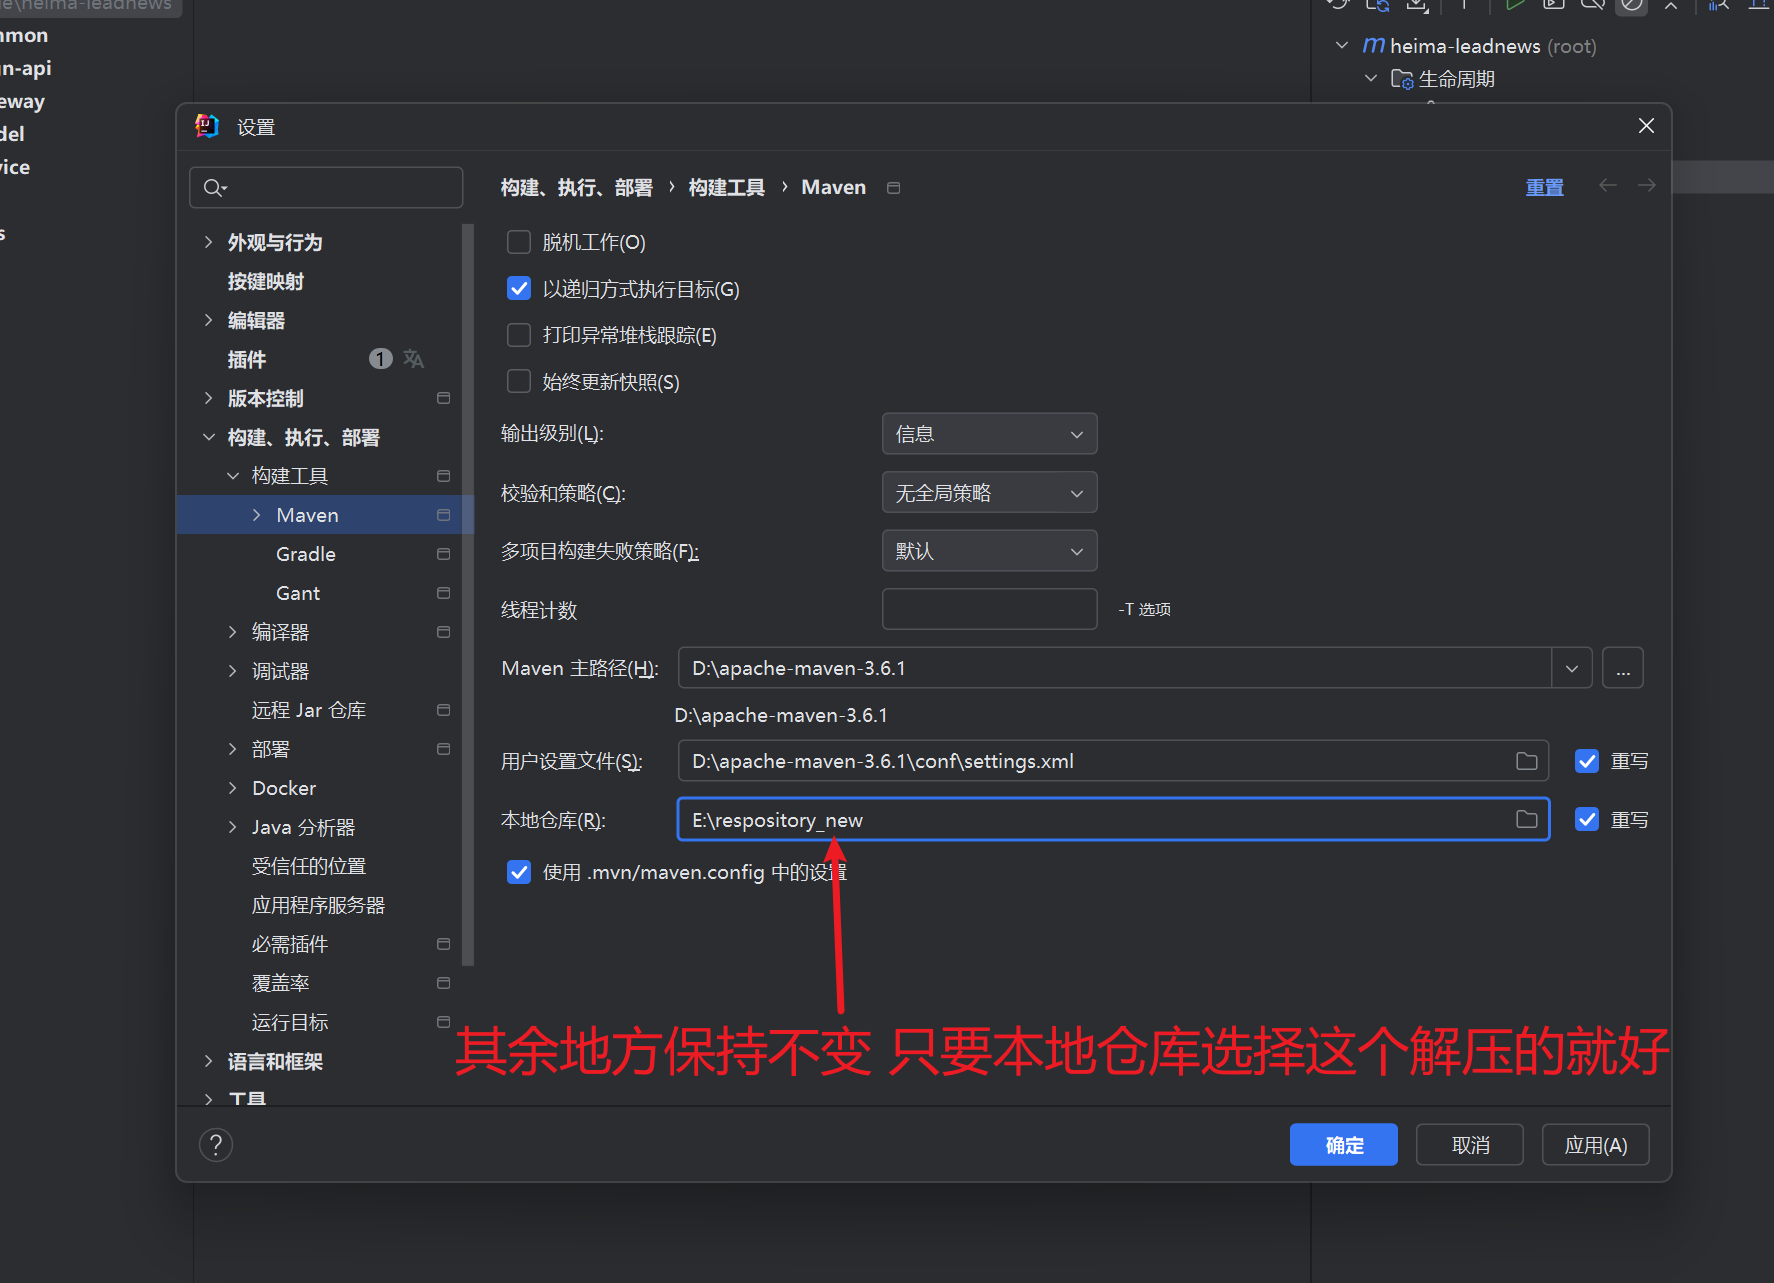 e\heima-leadnews
mmon
gn-api
eway
del
vice
s
heima-leadnews (root)
生命周期
设置
构建、执行、部署 › 构建工具 › Maven
重置
外观与行为
按键映射
编辑器
插件 1
版本控制
构建、执行、部署
构建工具
Maven
Gradle
Gant
编译器
调试器
远程 Jar 仓库
部署
Docker
Java 分析器
受信任的位置
应用程序服务器
必需插件
覆盖率
运行目标
语言和框架
工具
脱机工作(O)
以递归方式执行目标(G)
打印异常堆栈跟踪(E)
始终更新快照(S)
输出级别(L): 信息
校验和策略(C): 无全局策略
多项目构建失败策略(F): 默认
线程计数 -T 选项
Maven 主路径(H): D:\apache-maven-3.6.1 ...
D:\apache-maven-3.6.1
用户设置文件(S): D:\apache-maven-3.6.1\conf\settings.xml 重写
本地仓库(R): E:\respository_new 重写
使用 .mvn/maven.config 中的设置
其余地方保持不变 只要本地仓库选择这个解压的就好
?
确定 取消 应用(A)